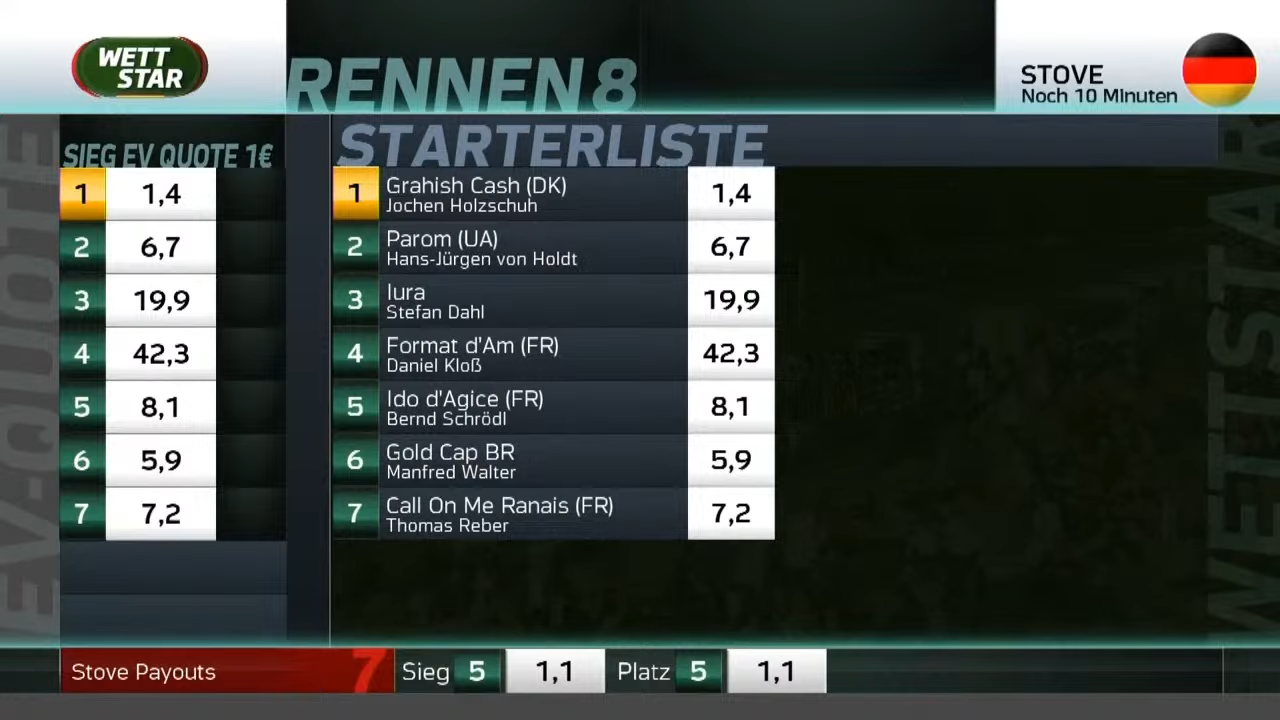 WETT
STAR
RENNEN 8
STOVE
Noch 10 Minuten
SIEG EV QUOTE 1€
1 1,4
2 6,7
3 19,9
4 42,3
5 8,1
6 5,9
7 7,2
STARTERLISTE
1 Grahish Cash (DK) 1,4
Jochen Holzschuh
2 Parom (UA) 6,7
Hans-Jürgen von Holdt
3 Iura 19,9
Stefan Dahl
4 Format d'Am (FR) 42,3
Daniel Kloß
5 Ido d'Agice (FR) 8,1
Bernd Schrödl
6 Gold Cap BR 5,9
Manfred Walter
7 Call On Me Ranais (FR) 7,2
Thomas Reber
EV-QUOTE
WETTSTAR
Stove Payouts 7 Sieg 5 1,1 Platz 5 1,1